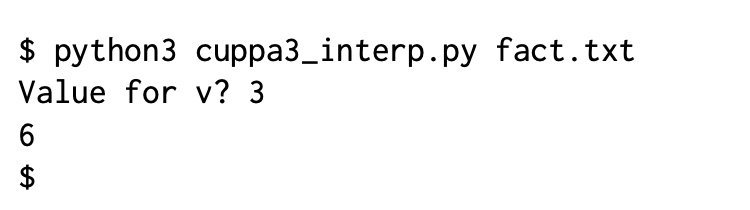 $ python3 cuppa3_interp.py fact.txt
Value for v? 3
6
$